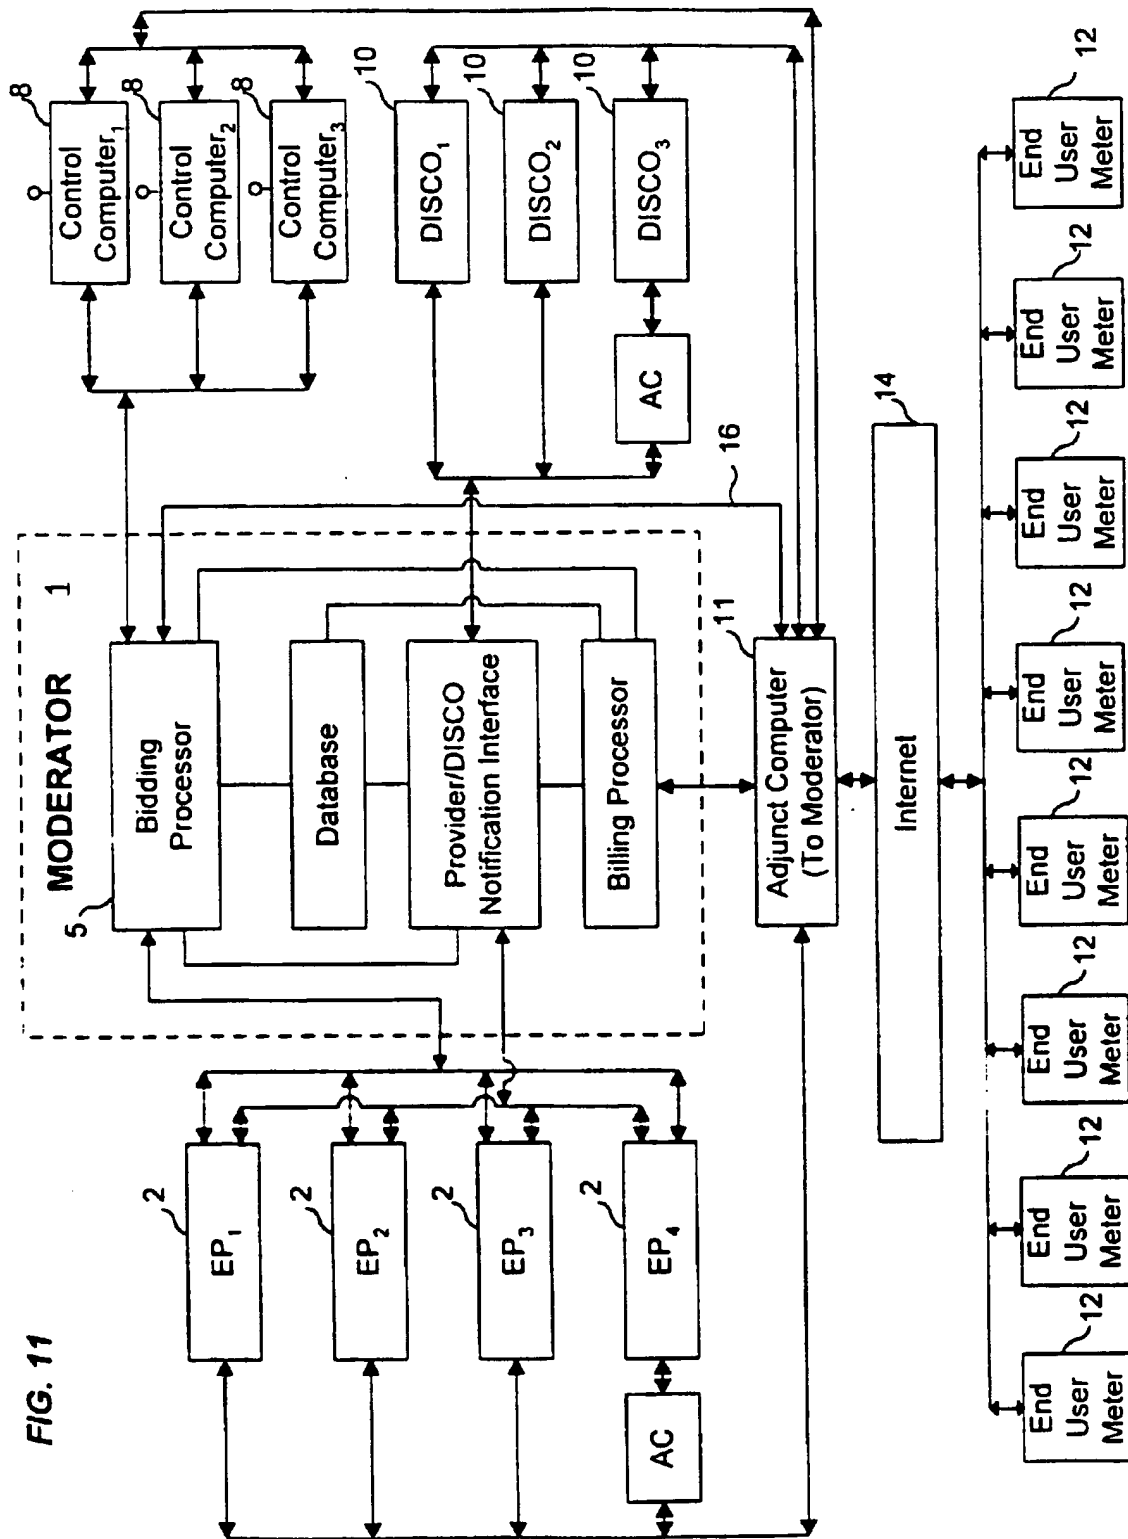 FIG. 11
MODERATOR 1
5
Bidding
Processor
Database
Provider/DISCO
Notification Interface
Billing Processor
2
EP1
2
EP2
2
EP3
2
EP4
AC
8
Control
Computer1
8
Control
Computer2
8
Control
Computer3
10
DISCO1
10
DISCO2
10
DISCO3
AC
16
11
Adjunct Computer
(To Moderator)
14
Internet
12
End
User
Meter
12
End
User
Meter
12
End
User
Meter
12
End
User
Meter
12
End
User
Meter
12
End
User
Meter
12
End
User
Meter
12
End
User
Meter